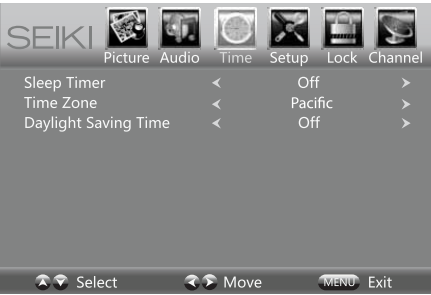 SEIKI
Picture Audio Time Setup Lock Channel
Sleep Timer Off
Time Zone Pacific
Daylight Saving Time Off
Select Move MENU Exit